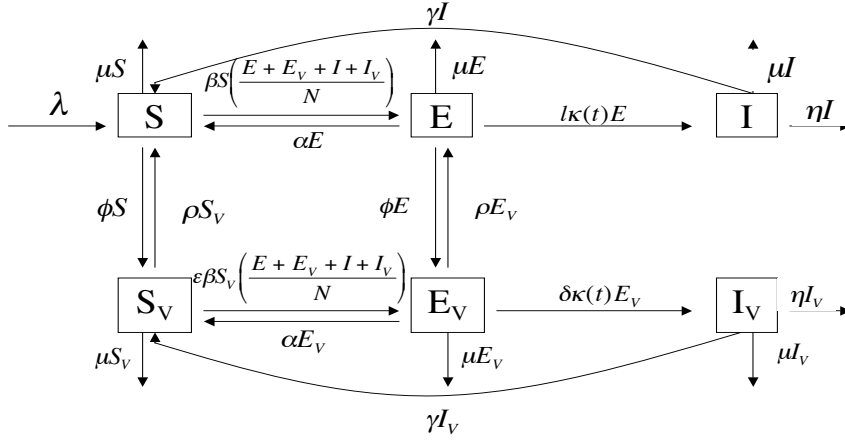 γI
μS
βS((E + E_V + I + I_V)/N)
μE
μI
λ
S
E
lκ(t)E
I
ηI
αE
ϕS
ρS_V
ϕE
ρE_V
εβS_V((E + E_V + I + I_V)/N)
S_V
E_V
δκ(t)E_V
I_V
ηI_V
αE_V
μS_V
μE_V
μI_V
γI_V